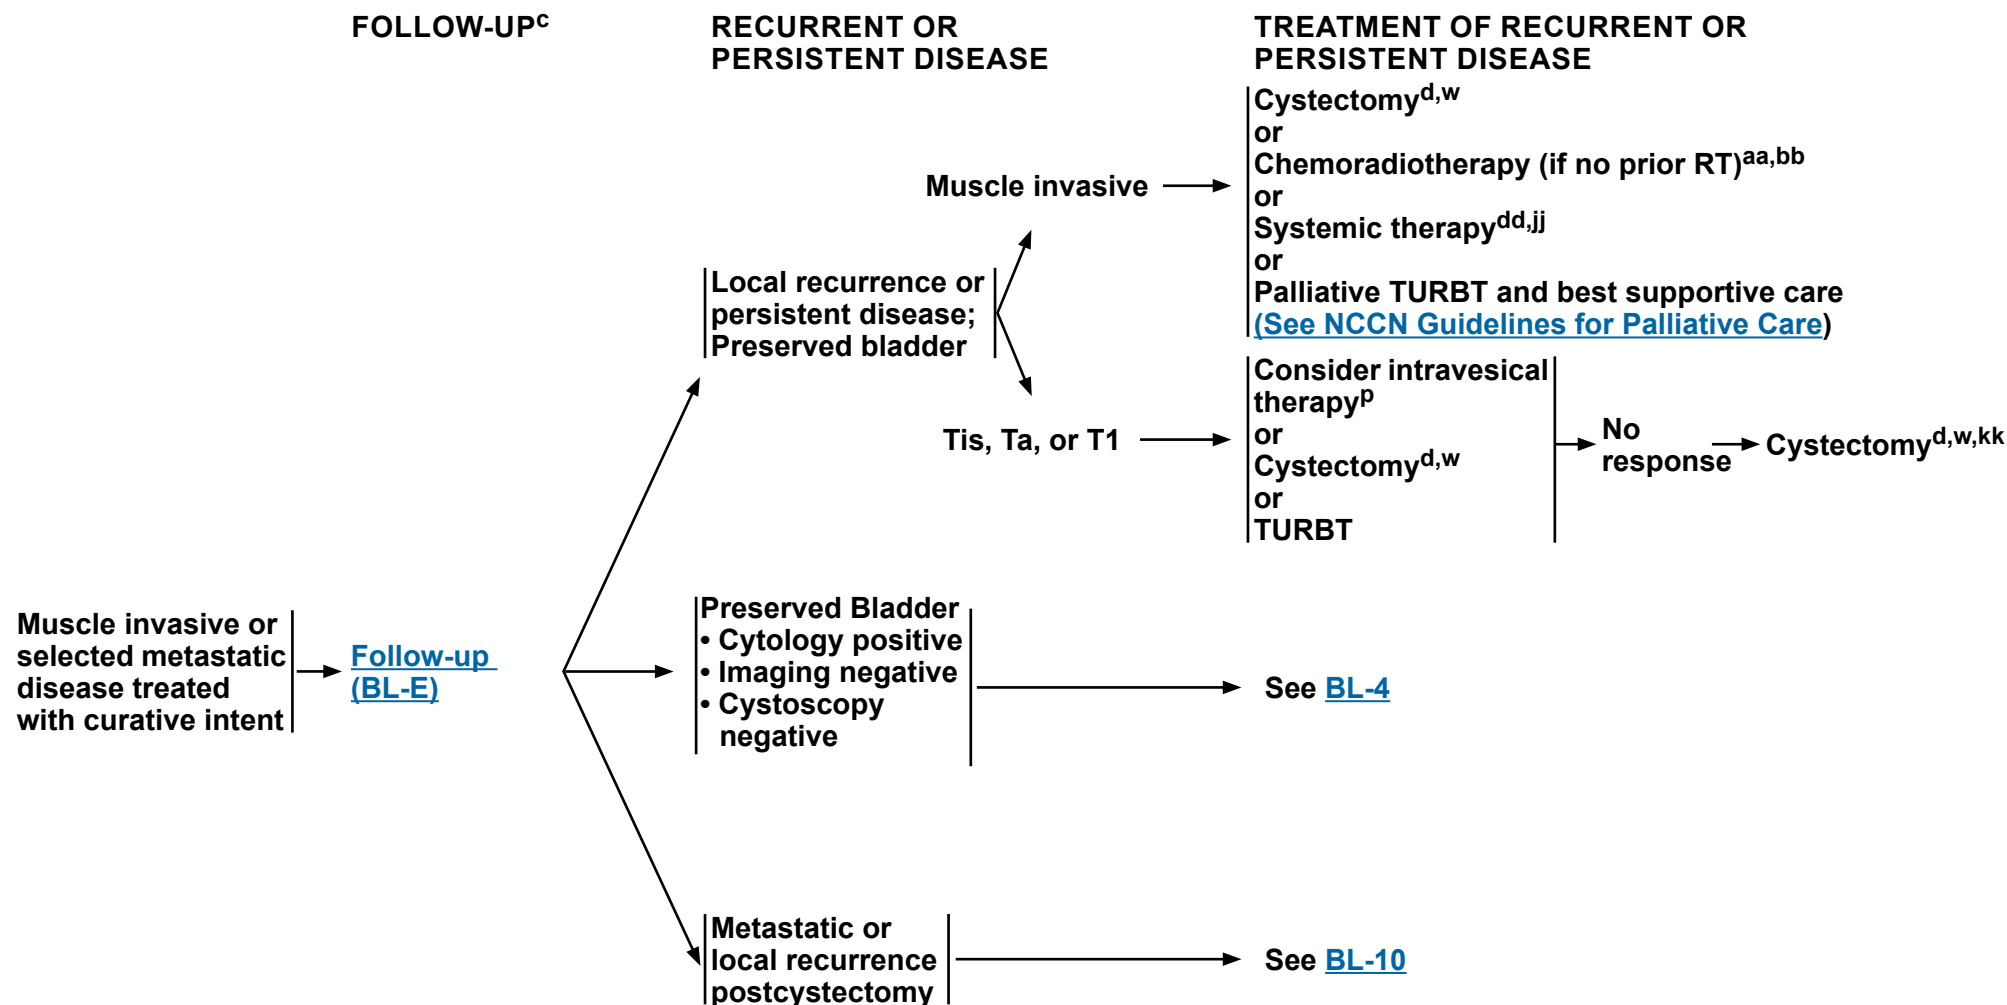 FOLLOW-UPc
RECURRENT OR
PERSISTENT DISEASE
TREATMENT OF RECURRENT OR
PERSISTENT DISEASE
Muscle invasive or
selected metastatic
disease treated
with curative intent
Follow-up
(BL-E)
Local recurrence or
persistent disease;
Preserved bladder
Muscle invasive
Cystectomyd,w
or
Chemoradiotherapy (if no prior RT)aa,bb
or
Systemic therapydd,jj
or
Palliative TURBT and best supportive care
(See NCCN Guidelines for Palliative Care)
Tis, Ta, or T1
Consider intravesical
therapyp
or
Cystectomyd,w
or
TURBT
No
response
Cystectomyd,w,kk
Preserved Bladder
• Cytology positive
• Imaging negative
• Cystoscopy
negative
See BL-4
Metastatic or
local recurrence
postcystectomy
See BL-10